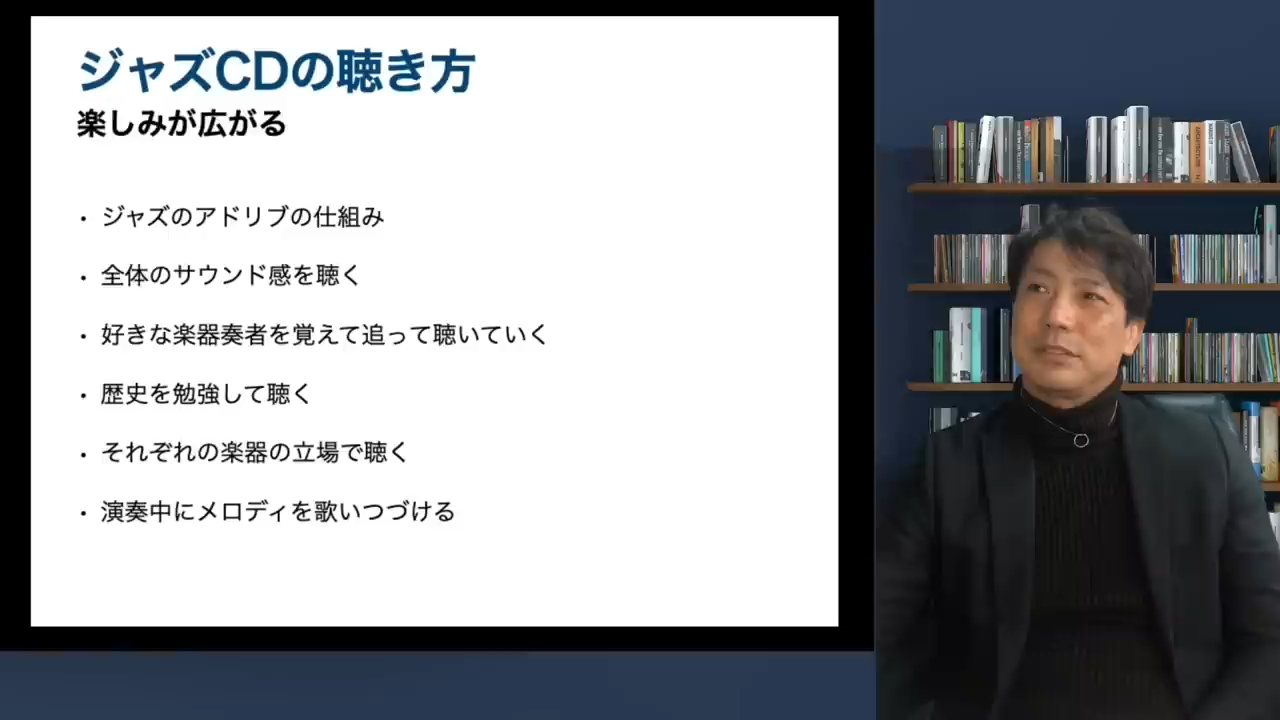 ジャズCDの聴き方
楽しみが広がる
・ジャズのアドリブの仕組み
・全体のサウンド感を聴く
・好きな楽器奏者を覚えて追って聴いていく
・歴史を勉強して聴く
・それぞれの楽器の立場で聴く
・演奏中にメロディを歌いつづける